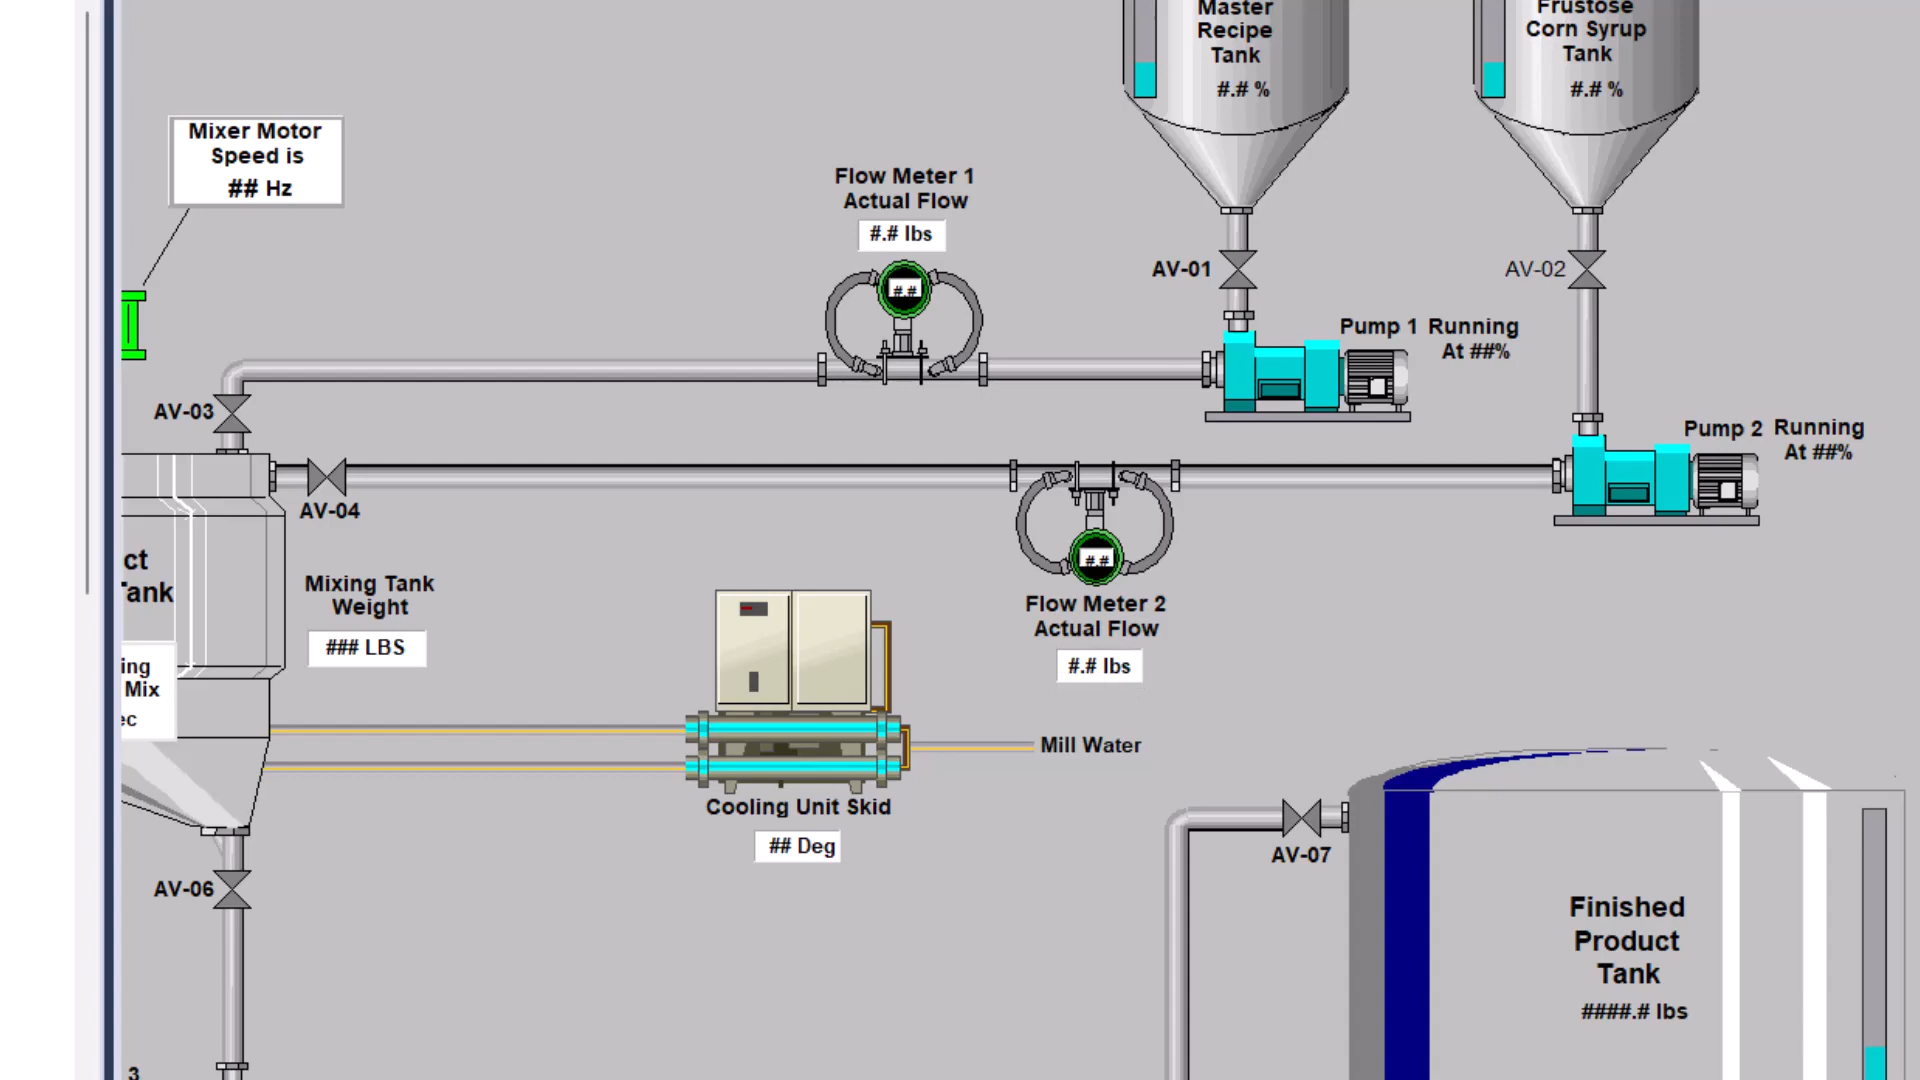 Master
Recipe
Tank
#.# %
Frustose
Corn Syrup
Tank
#.# %
Mixer Motor
Speed is
## Hz
Flow Meter 1
Actual Flow
#.# lbs
#.#
AV-01
AV-02
Pump 1 Running
At ##%
AV-03
Pump 2 Running
At ##%
AV-04
ct
Tank
Mixing Tank
Weight
### LBS
#.#
Flow Meter 2
Actual Flow
#.# lbs
ing
Mix
ec
Mill Water
Cooling Unit Skid
## Deg
AV-07
AV-06
Finished
Product
Tank
####.# lbs
3